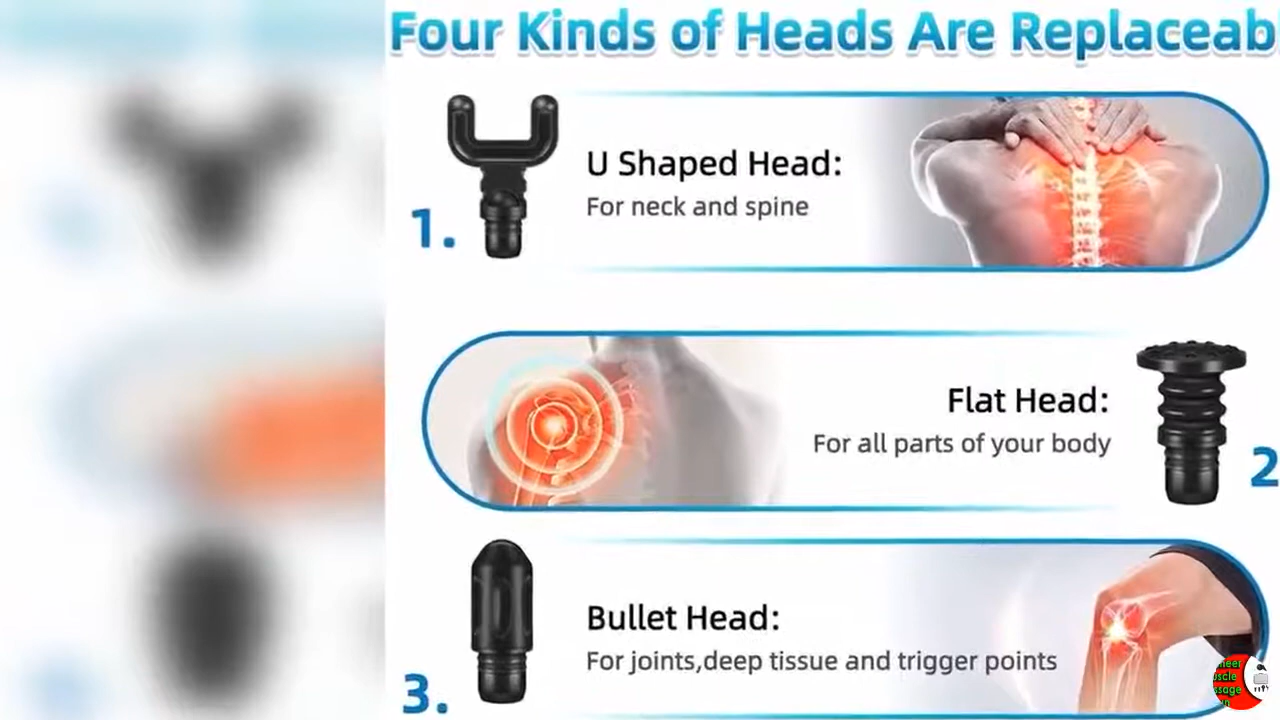 Four Kinds of Heads Are Replaceab
U Shaped Head:
For neck and spine
1.
Flat Head:
For all parts of your body
2
Bullet Head:
For joints,deep tissue and trigger points
3.